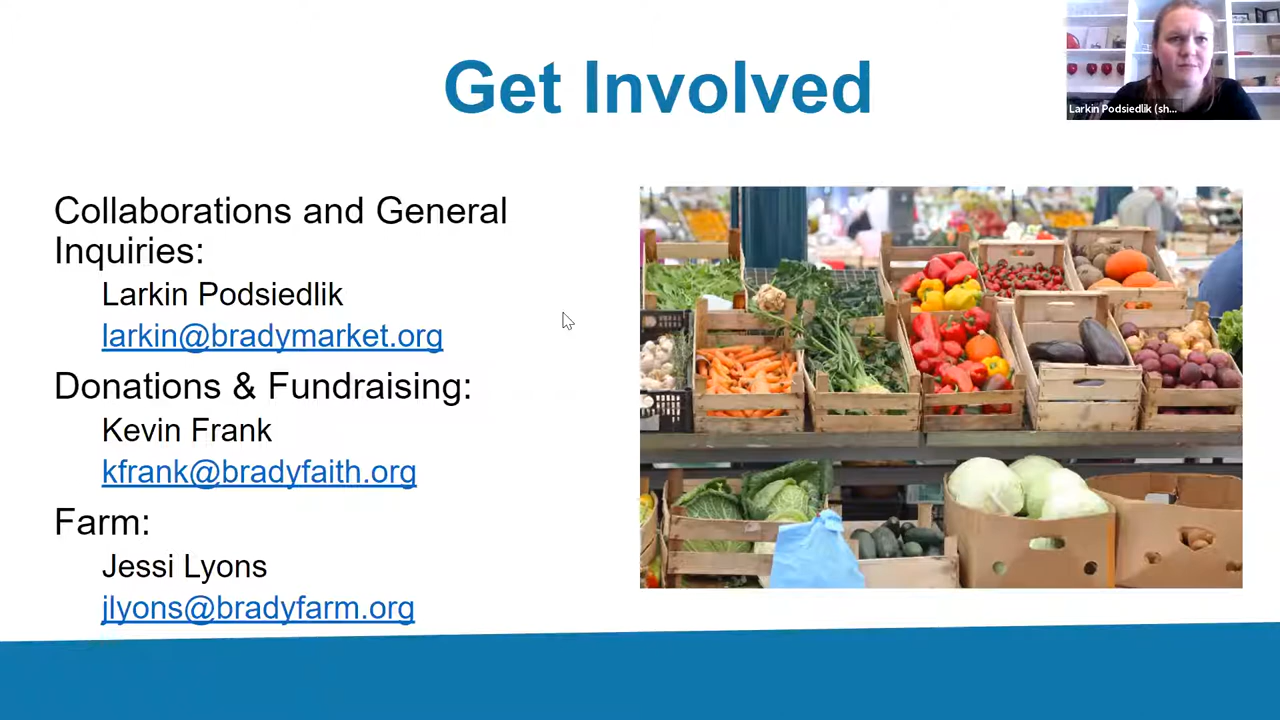 Get Involved
Larkin Podsiedlik (sh...
Collaborations and General
Inquiries:
Larkin Podsiedlik
larkin@bradymarket.org
Donations & Fundraising:
Kevin Frank
kfrank@bradyfaith.org
Farm:
Jessi Lyons
jlyons@bradyfarm.org